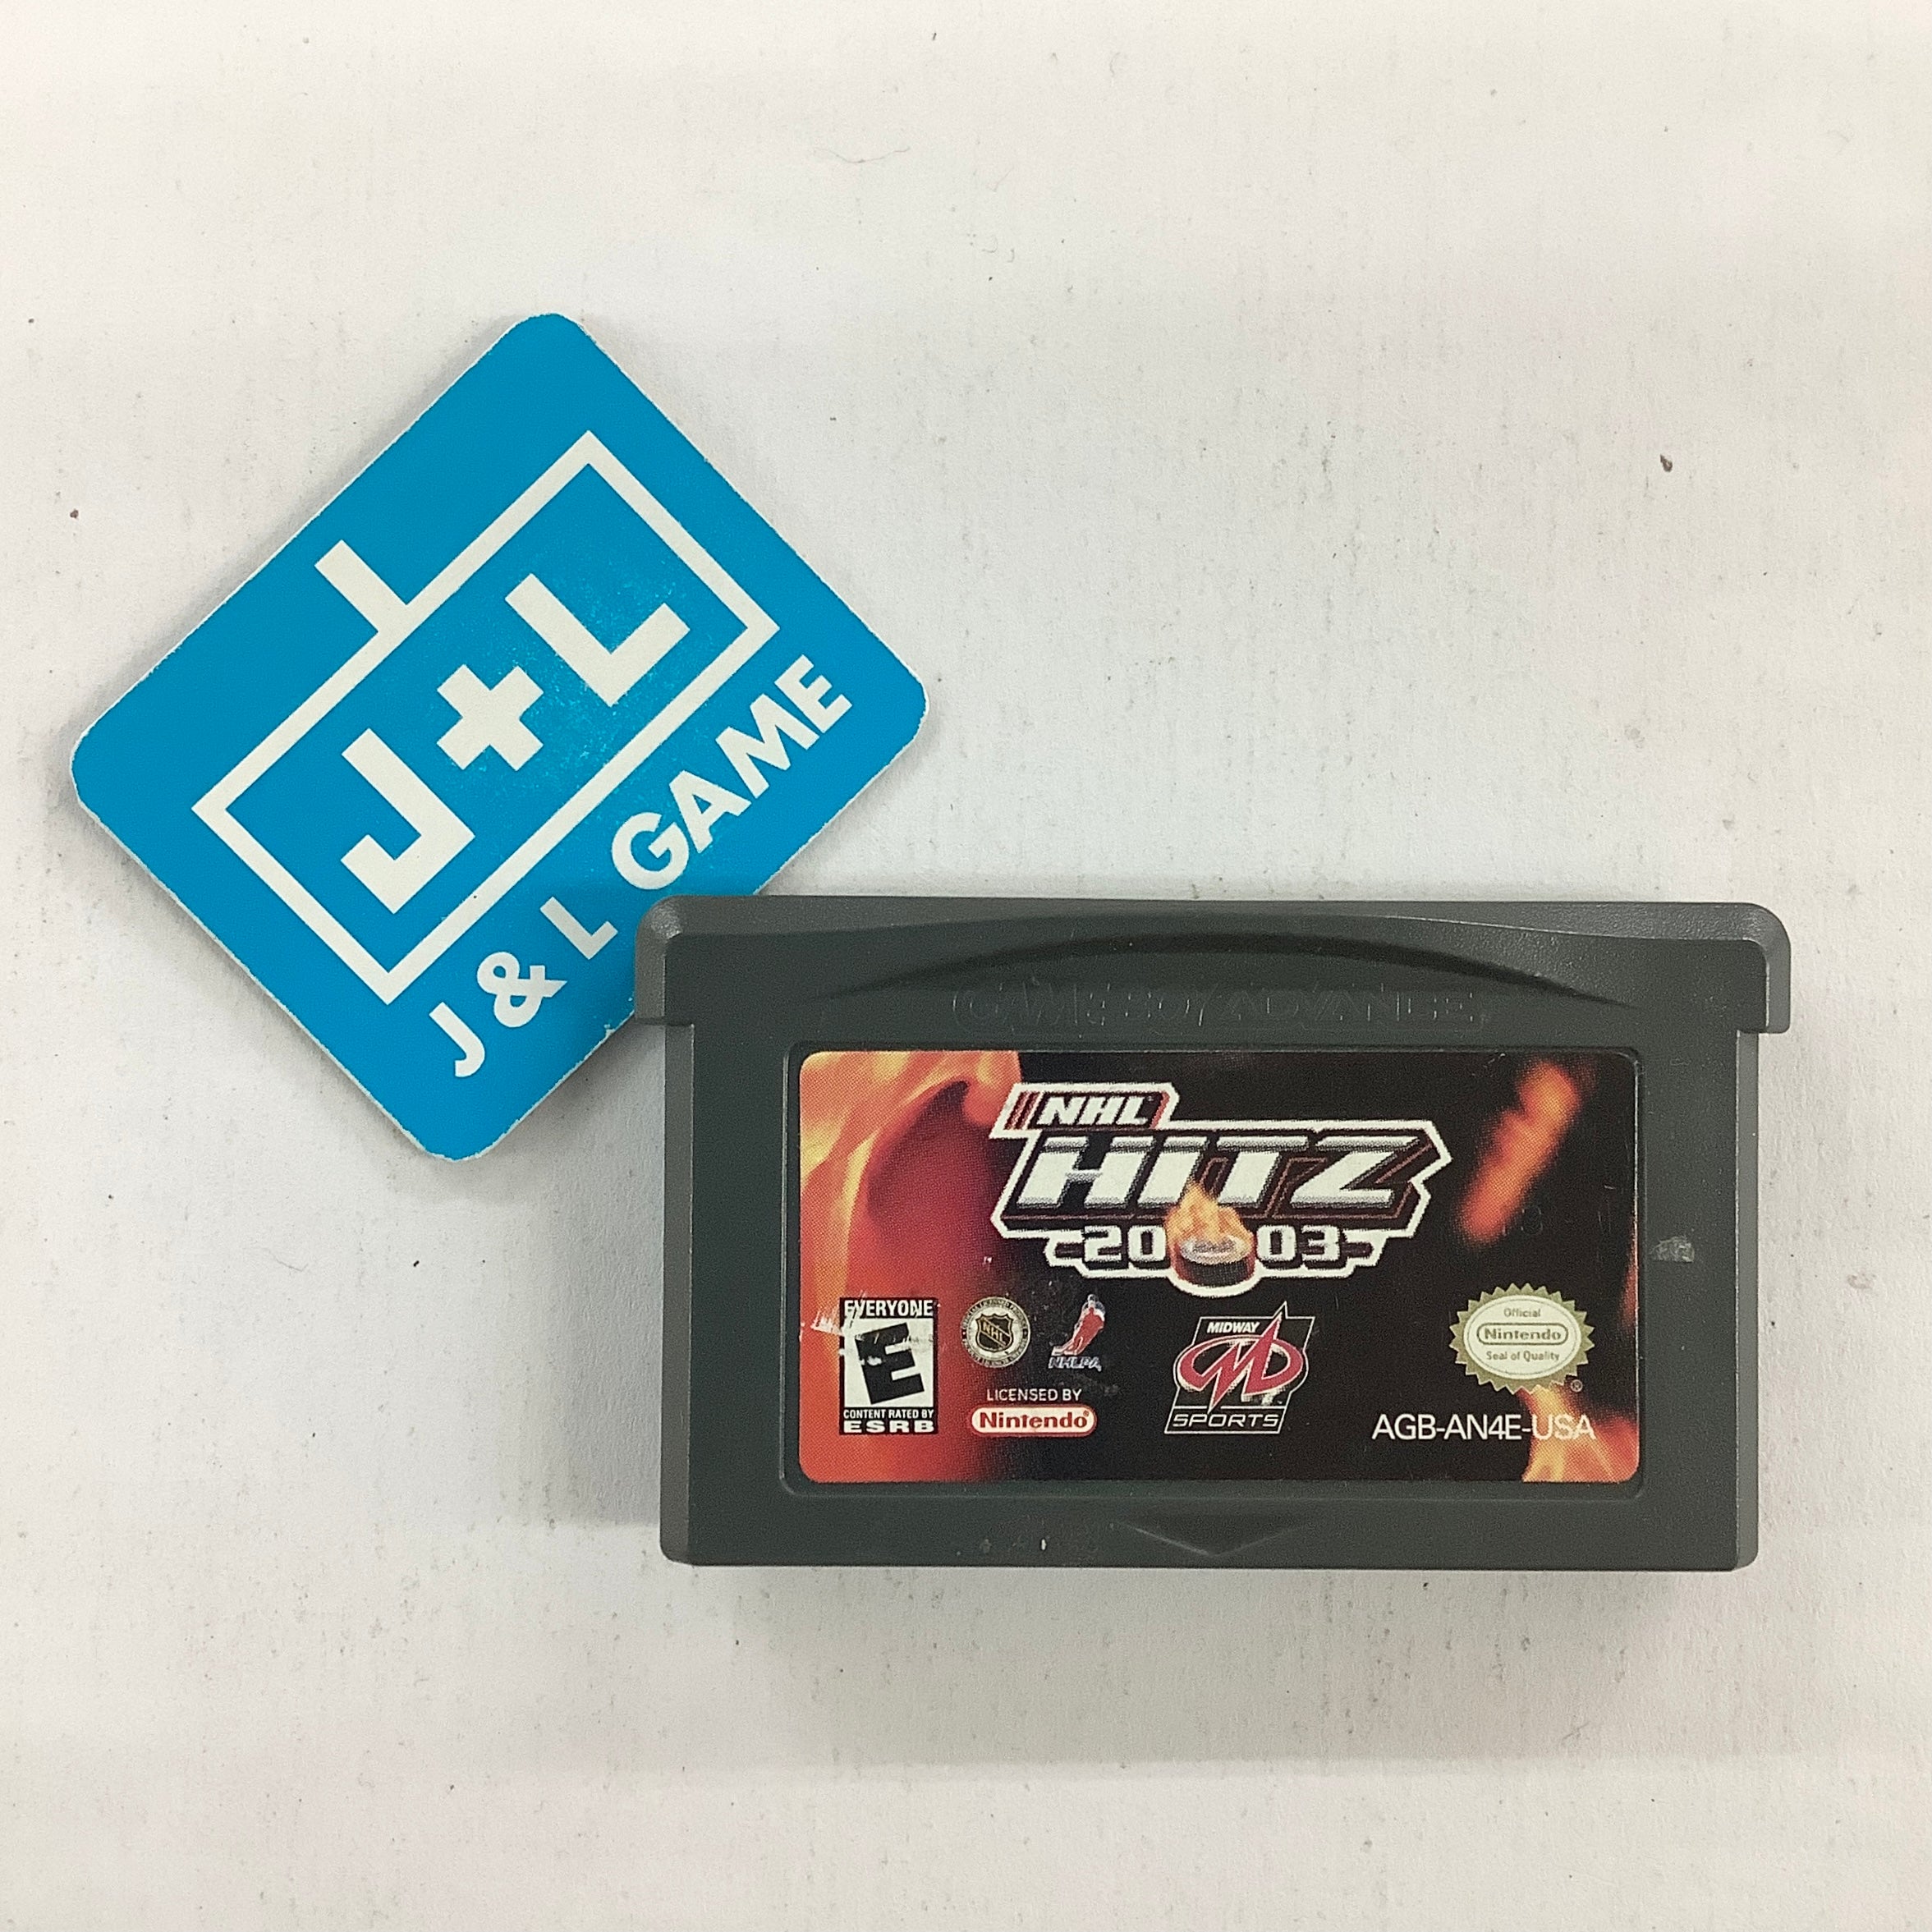 J+L
J & L GAME
GAME BOY ADVANCE
NHL
HITZ
20 03
EVERYONE
E
CONTENT RATED BY
ESRB
NHL
NHLPA
LICENSED BY
Nintendo®
MIDWAY
SPORTS
Official
Nintendo
Seal of Quality
®
AGB-AN4E-USA